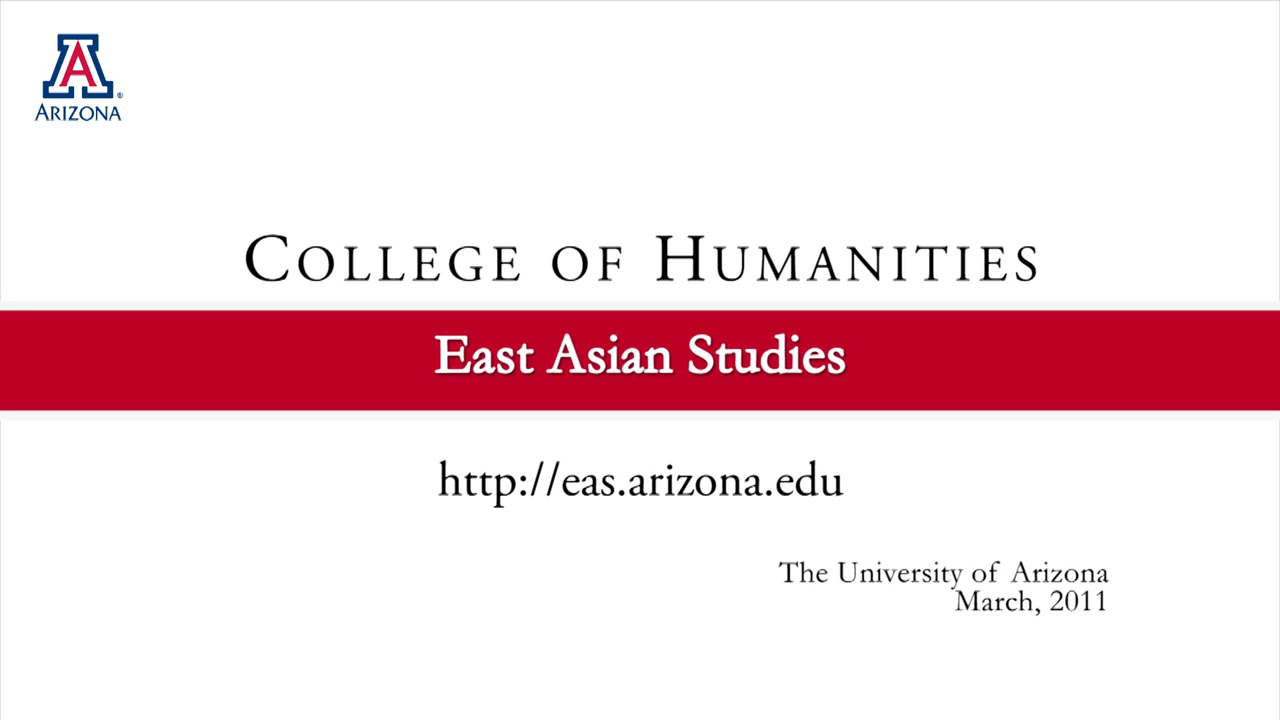 A
ARIZONA
COLLEGE OF HUMANITIES
East Asian Studies
http://eas.arizona.edu
The University of Arizona
March, 2011